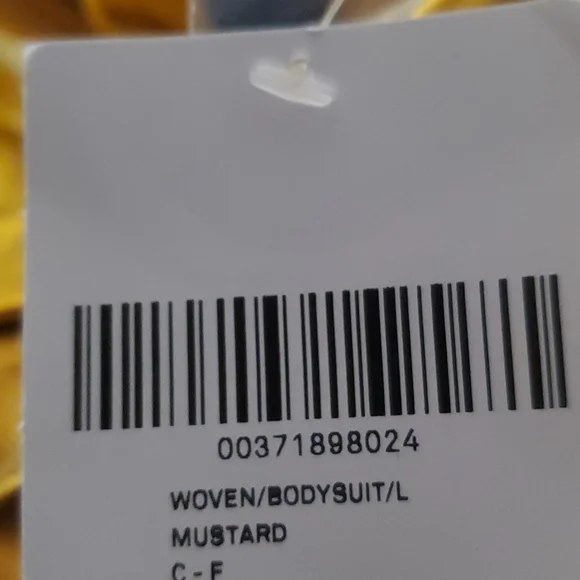 00371898024
WOVEN/BODYSUIT/L
MUSTARD
C-F